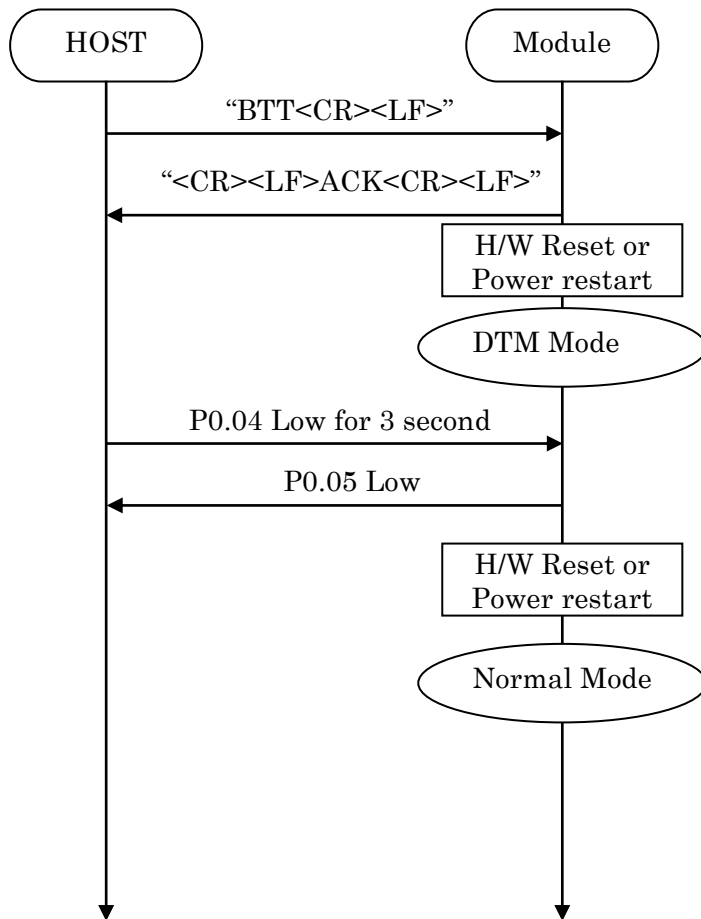 HOST
Module
“BTT<CR><LF>”
“<CR><LF>ACK<CR><LF>”
H/W Reset or
Power restart
DTM Mode
P0.04 Low for 3 second
P0.05 Low
H/W Reset or
Power restart
Normal Mode